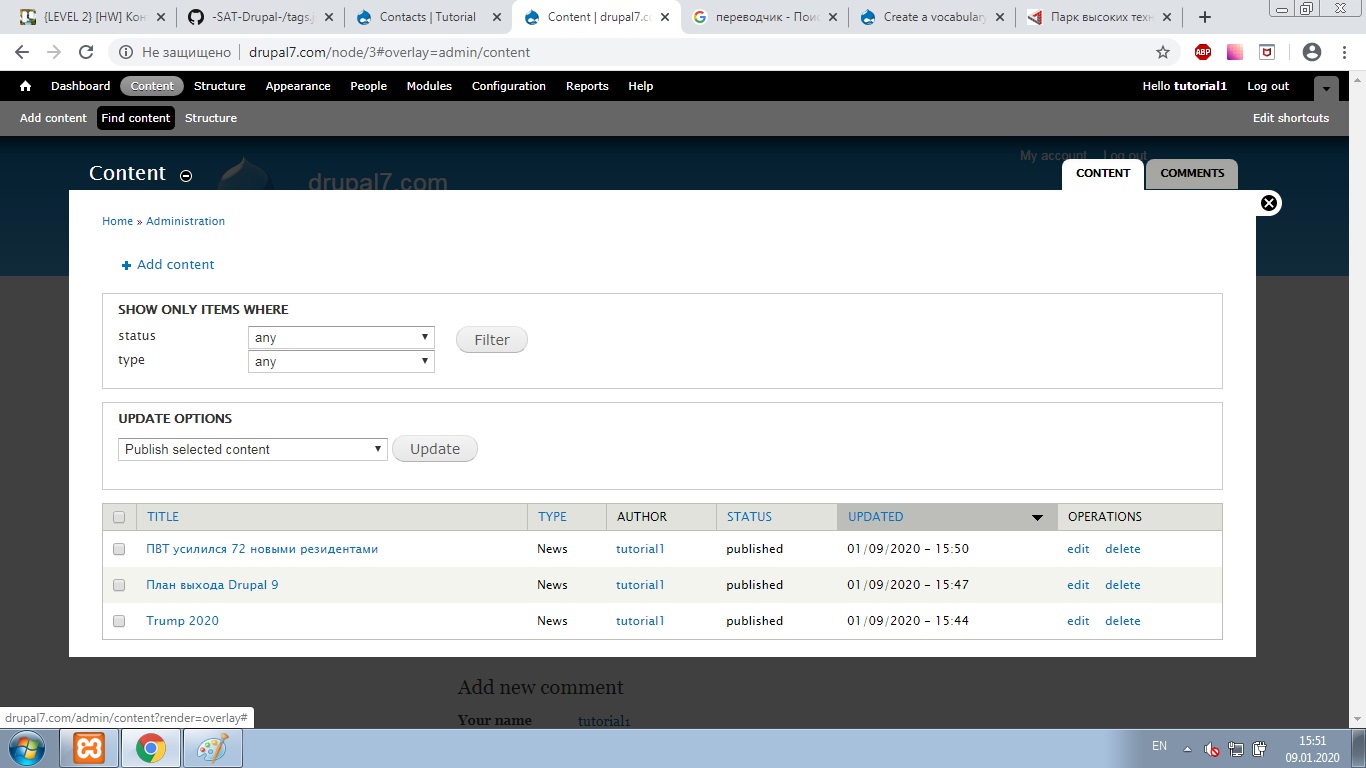 {LEVEL 2} [HW] Кон
-SAT-Drupal-/tags.j
Contacts | Tutorial
Content | drupal7.co
переводчик - Поис
Create a vocabulary
Парк высоких техн
Не защищено
drupal7.com/node/3#overlay=admin/content
ABP
Dashboard Content Structure Appearance People Modules Configuration Reports Help
Hello tutorial1 Log out
Add content Find content Structure
Edit shortcuts
My account Log out
drupal7.com
Content
CONTENT COMMENTS
Home » Administration
Add content
SHOW ONLY ITEMS WHERE
status any
Filter
type any
UPDATE OPTIONS
Publish selected content Update
TITLE TYPE AUTHOR STATUS UPDATED OPERATIONS
ПВТ усилился 72 новыми резидентами News tutorial1 published 01/09/2020 - 15:50 edit delete
План выхода Drupal 9 News tutorial1 published 01/09/2020 - 15:47 edit delete
Trump 2020 News tutorial1 published 01/09/2020 - 15:44 edit delete
Add new comment
Your name tutorial1
drupal7.com/admin/content?render=overlay#
EN
15:51
09.01.2020